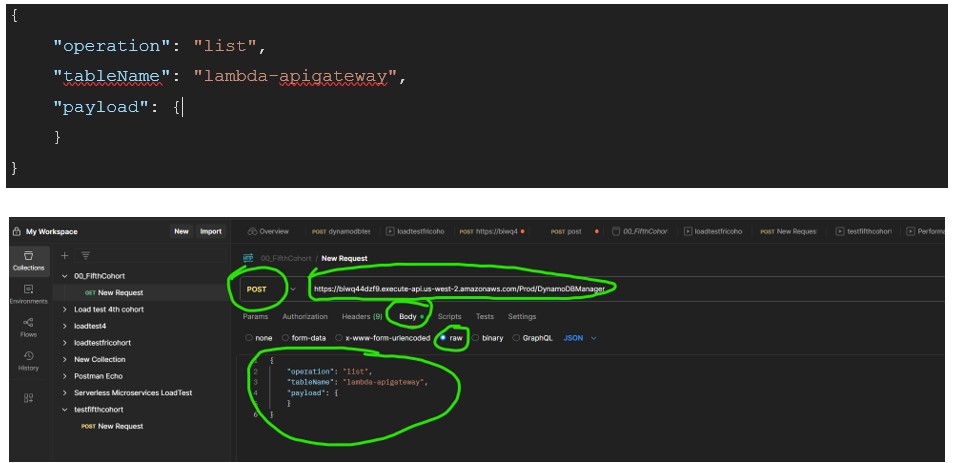 {
"operation": "list",
"tableName": "lambda-apigateway",
"payload": {
}
}
My Workspace
New
Import
Overview
POST dynamodbtes
loadtestfricoho
POST https://biwq4
POST post
00_FifthCohor
loadtestfricoho
POST New Reques
testfifthcohort
Performa
Collections
Environments
Flows
History
00_FifthCohort
GET New Request
Load test 4th cohort
loadtest4
loadtestfricohort
New Collection
Postman Echo
Serverless Microservices LoadTest
testfifthcohort
POST New Request
HTTP 00_FifthCohort / New Request
POST
https://biwq44dzf9.execute-api.us-west-2.amazonaws.com/Prod/DynamoDBManager
Params Authorization Headers (9) Body Scripts Tests Settings
none form-data x-www-form-urlencoded raw binary GraphQL JSON
1 {
2 "operation": "list",
3 "tableName": "lambda-apigateway",
4 "payload": {
5 }
6 }